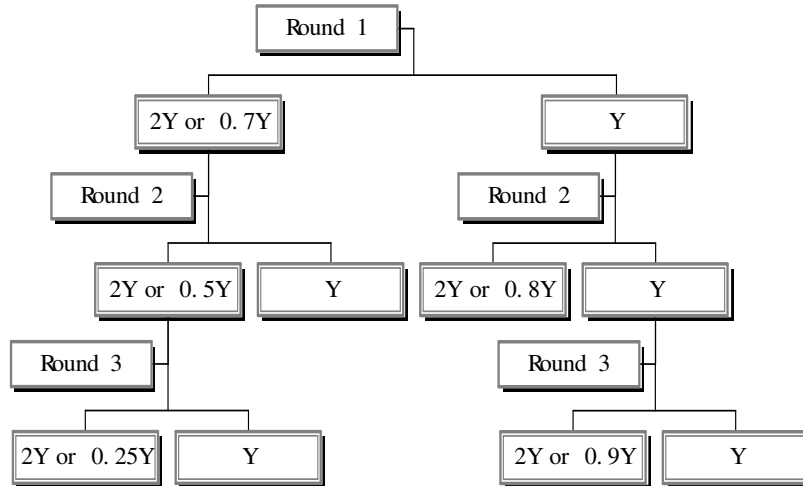 Round 1
2Y or 0.7Y
Y
Round 2
Round 2
2Y or 0.5Y
Y
2Y or 0.8Y
Y
Round 3
Round 3
2Y or 0.25Y
Y
2Y or 0.9Y
Y